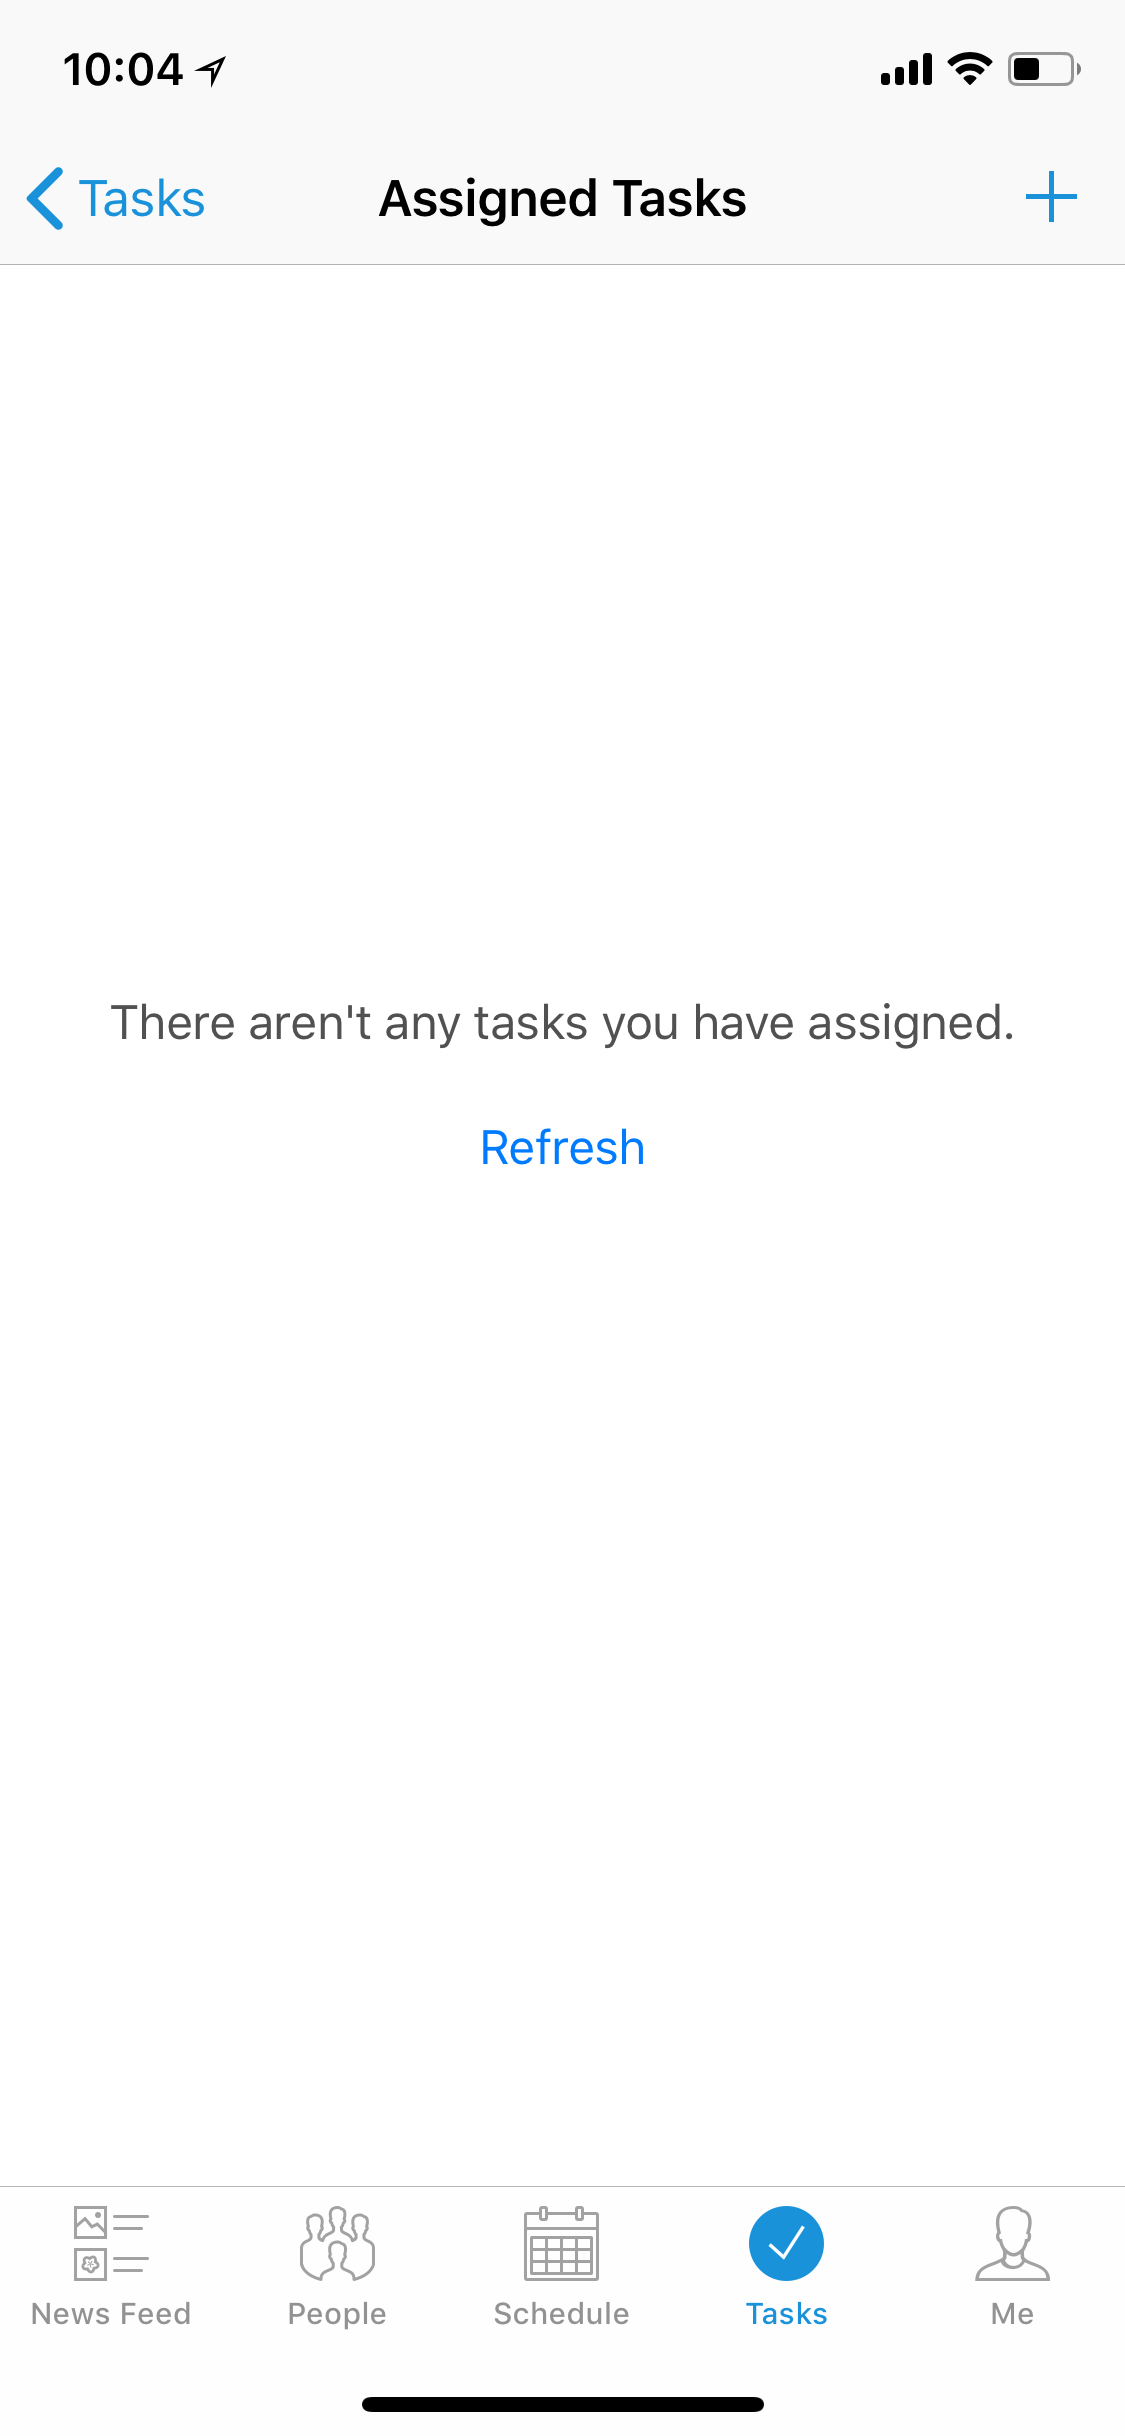 10:04
Tasks
Assigned Tasks
There aren't any tasks you have assigned.
Refresh
News Feed
People
Schedule
Tasks
Me